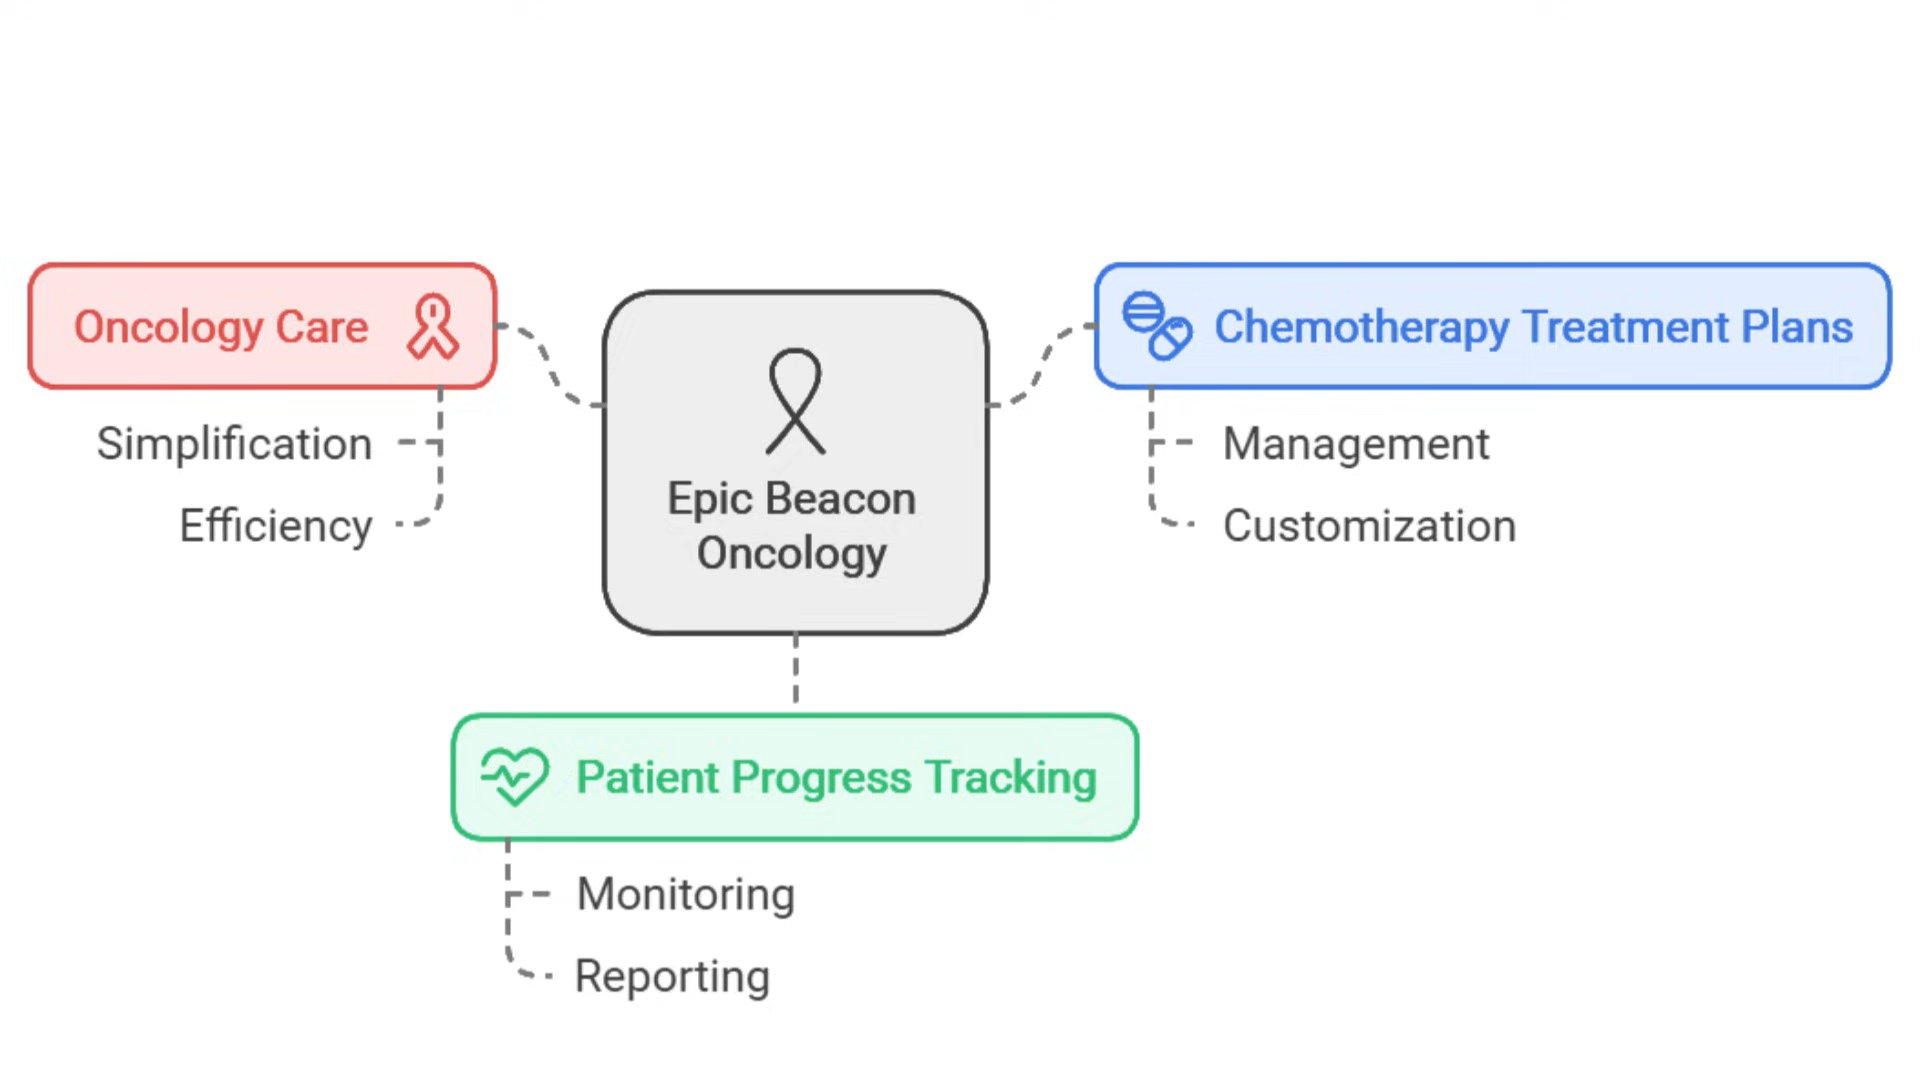 Oncology Care
Simplification
Efficiency
Epic Beacon
Oncology
Chemotherapy Treatment Plans
Management
Customization
Patient Progress Tracking
Monitoring
Reporting